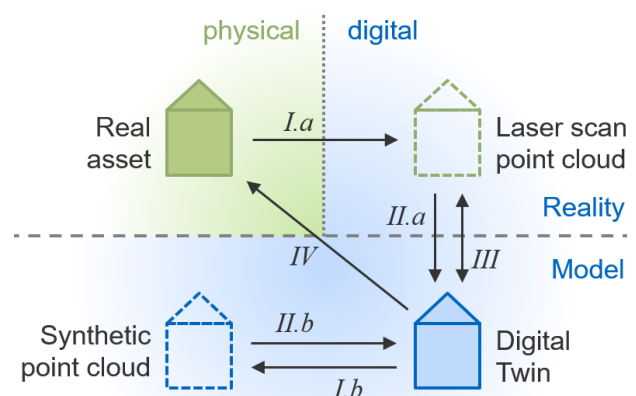 physical digital
Real
asset
I.a
Laser scan
point cloud
II.a
Reality
IV
III
Model
Synthetic
point cloud
II.b
Digital
Twin
I.b